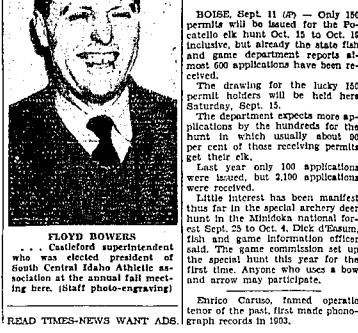 FLOYD BOWERS
. . . Castleford superintendent
who was elected president of
South Central Idaho Athletic as-
sociation at the annual fall meet-
ing here. (Staff photo-engraving)
READ TIMES-NEWS WANT ADS.
BOISE, Sept. 11 (AP) — Only 150
permits will be issued for the Po-
catello elk hunt Oct. 15 to Oct. 19
inclusive, but already the state fish
and game department reports al-
most 600 applications have been re-
ceived.
The drawing for the lucky 150
permit holders will be held here
Saturday, Sept. 15.
The department expects more ap-
plications by the hundreds for the
hunt in which usually about 90
per cent of those receiving permits
get their elk.
Last year only 100 applications
were issued, but 2,100 applications
were received.
Little interest has been manifest
thus far in the special archery deer
hunt in the Minidoka national for-
est Sept. 25 to Oct. 4, Dick d'Easum,
fish and game information officer
said. The game commission set up
the special hunt this year for the
first time. Anyone who uses a bow
and arrow may participate.
Enrico Caruso, famed operatic
tenor of the past, first made phono-
graph records in 1903.